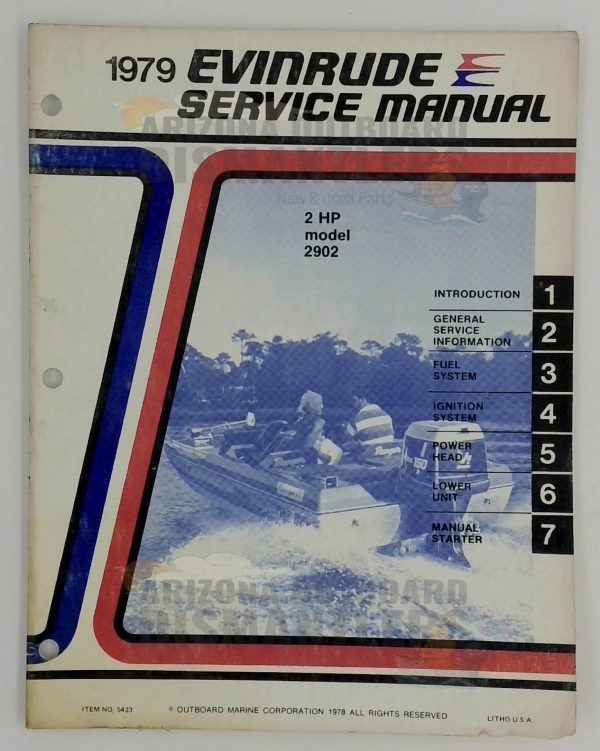 1979 EVINRUDE
SERVICE MANUAL
ARIZONA OUTBOARD
DISMANTLERS
New & used Parts
2 HP
model
2902
INTRODUCTION 1
GENERAL
SERVICE
INFORMATION 2
FUEL
SYSTEM 3
IGNITION
SYSTEM 4
POWER
HEAD 5
LOWER
UNIT 6
MANUAL
STARTER 7
150
ARIZONA OUTBOARD
DISMANTLERS
ITEM NO. 5423
© OUTBOARD MARINE CORPORATION 1978 ALL RIGHTS RESERVED
LITHO U.S.A.